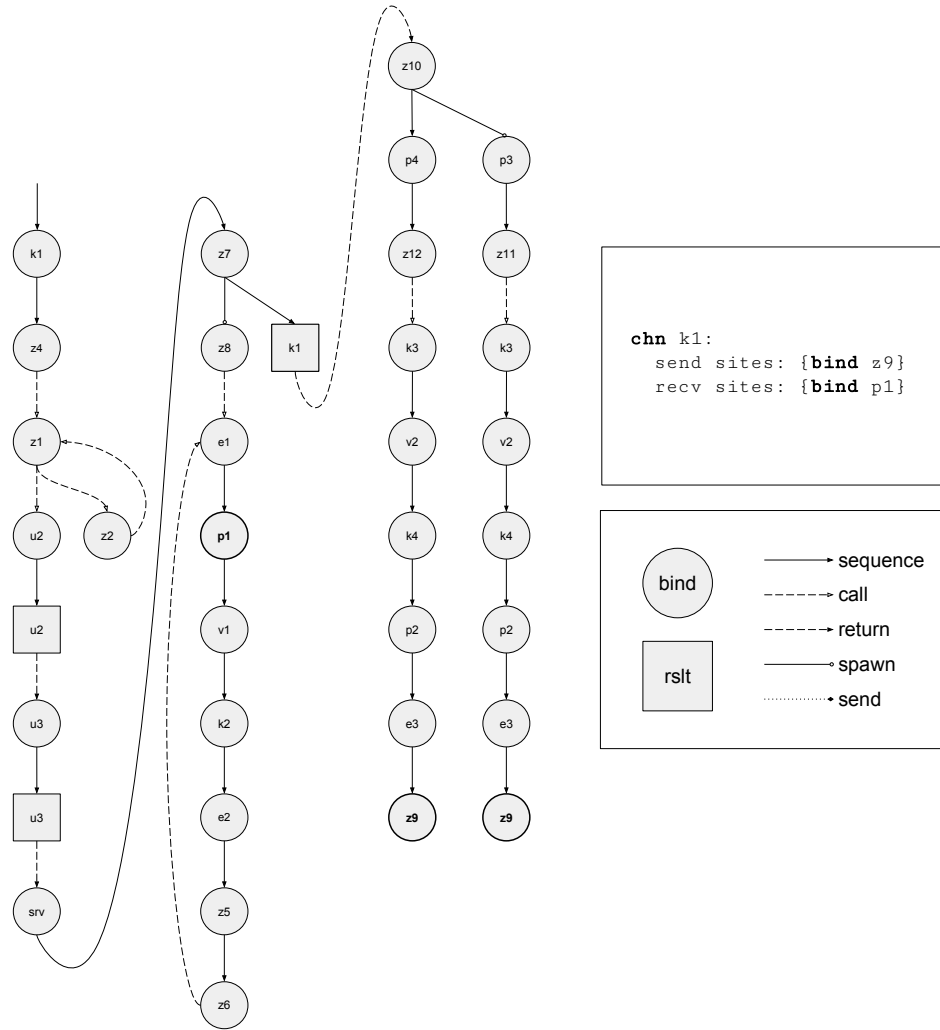 z10
p4
p3
k1
z7
z12
z11
z4
z8
k1
k3
k3
z1
e1
v2
v2
u2
z2
p1
k4
k4
u2
v1
p2
p2
u3
k2
e3
e3
u3
e2
z9
z9
srv
z5
z6
chn k1:
send sites: {bind z9}
recv sites: {bind p1}
bind
rslt
sequence
call
return
spawn
send